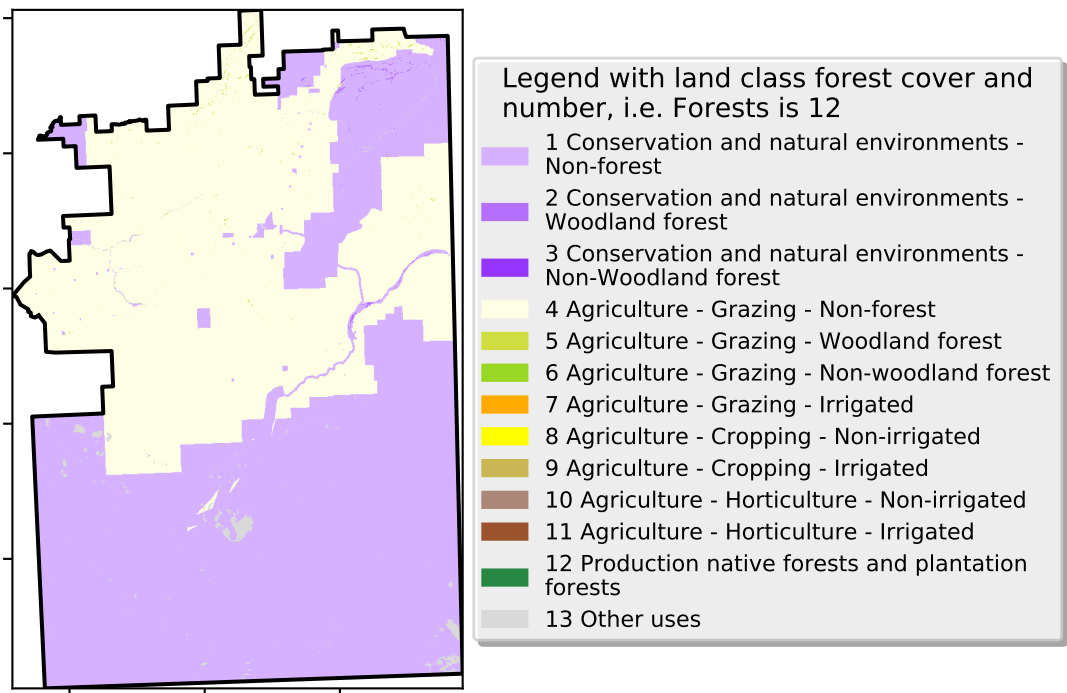 Legend with land class forest cover and
number, i.e. Forests is 12
1 Conservation and natural environments -
Non-forest
2 Conservation and natural environments -
Woodland forest
3 Conservation and natural environments -
Non-Woodland forest
4 Agriculture - Grazing - Non-forest
5 Agriculture - Grazing - Woodland forest
6 Agriculture - Grazing - Non-woodland forest
7 Agriculture - Grazing - Irrigated
8 Agriculture - Cropping - Non-irrigated
9 Agriculture - Cropping - Irrigated
10 Agriculture - Horticulture - Non-irrigated
11 Agriculture - Horticulture - Irrigated
12 Production native forests and plantation
forests
13 Other uses